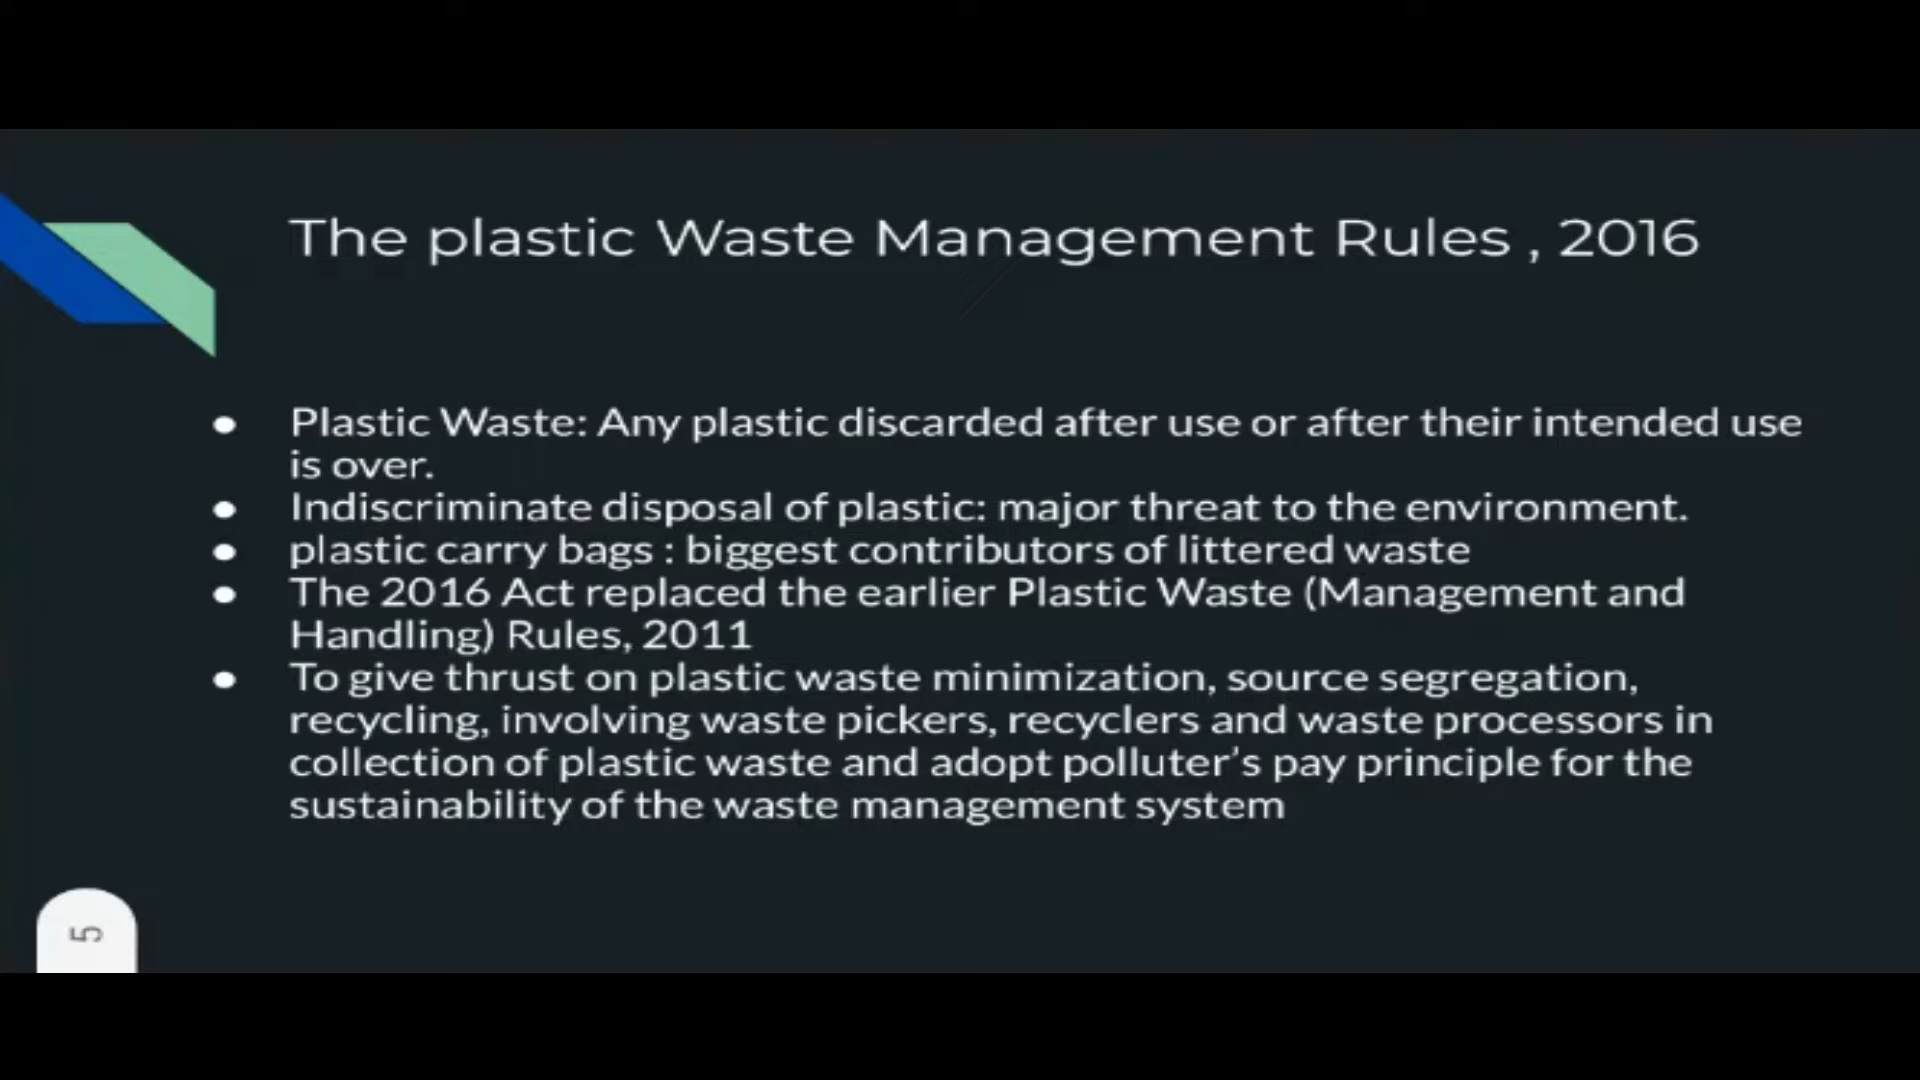 The plastic Waste Management Rules , 2016
● Plastic Waste: Any plastic discarded after use or after their intended use
is over.
● Indiscriminate disposal of plastic: major threat to the environment.
● plastic carry bags : biggest contributors of littered waste
● The 2016 Act replaced the earlier Plastic Waste (Management and
Handling) Rules, 2011
● To give thrust on plastic waste minimization, source segregation,
recycling, involving waste pickers, recyclers and waste processors in
collection of plastic waste and adopt polluter’s pay principle for the
sustainability of the waste management system
5